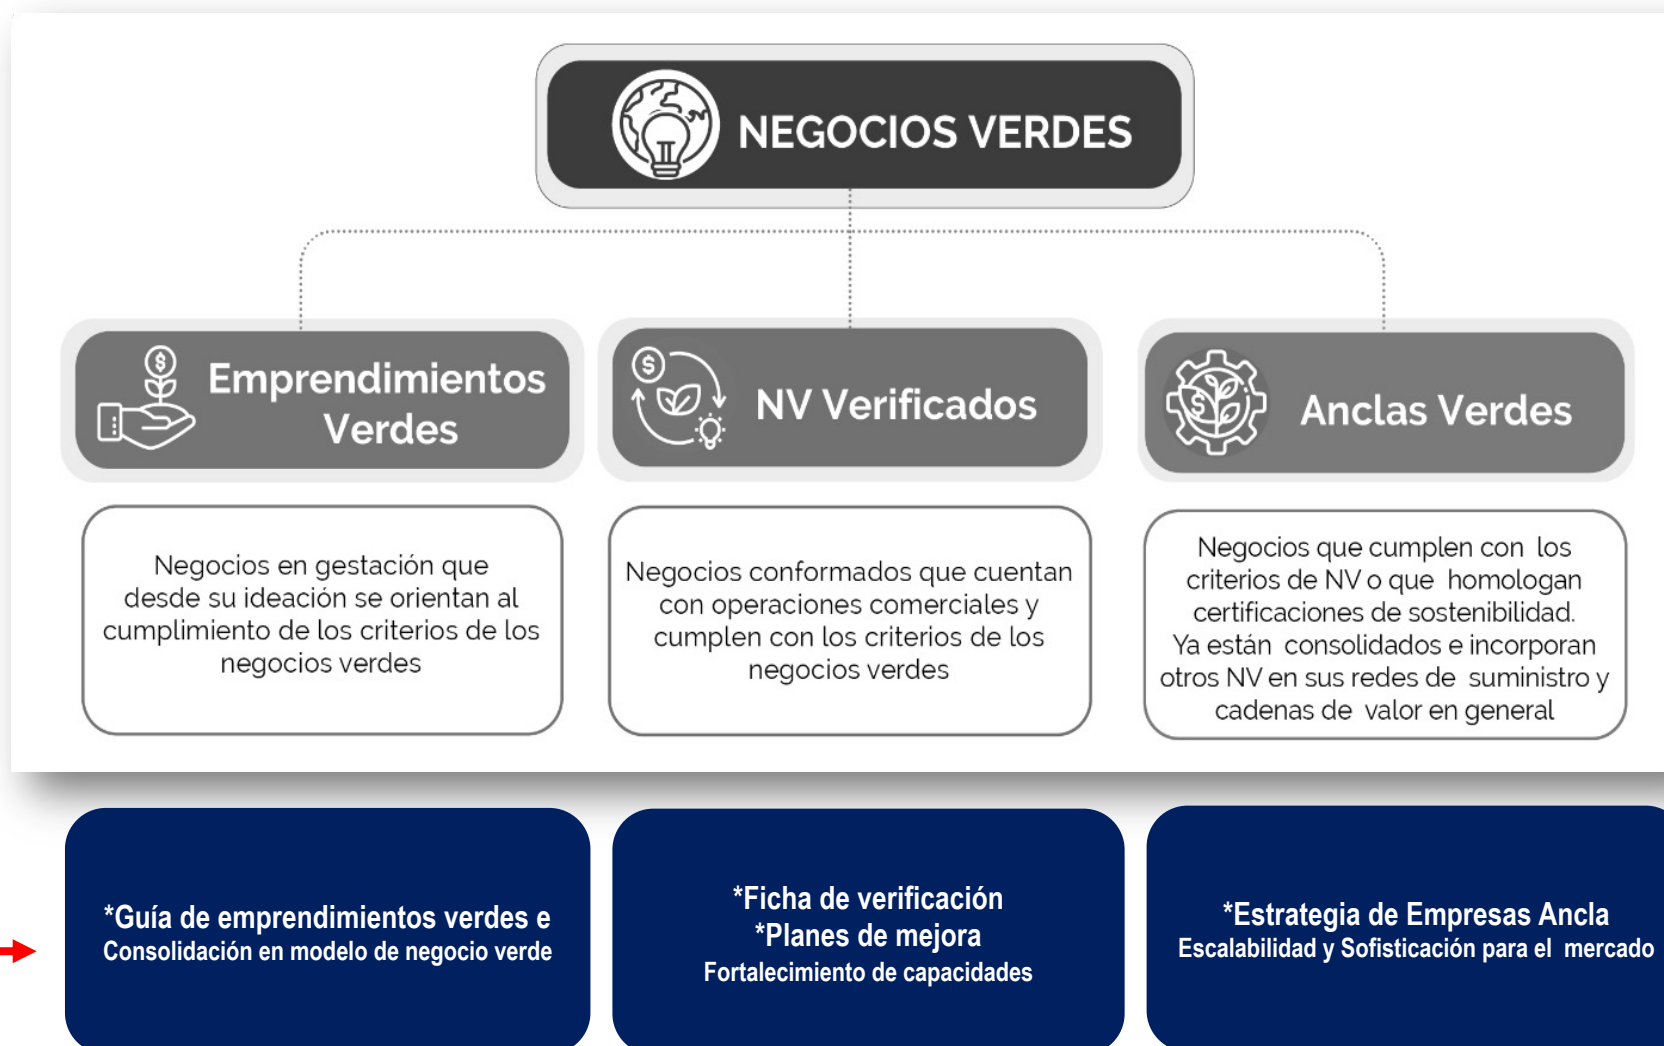 NEGOCIOS VERDES
Emprendimientos
Verdes
NV Verificados
Anclas Verdes
Negocios en gestación que
desde su ideación se orientan al
cumplimiento de los criterios de los
negocios verdes
Negocios conformados que cuentan
con operaciones comerciales y
cumplen con los criterios de los
negocios verdes
Negocios que cumplen con los
criterios de NV o que homologan
certificaciones de sostenibilidad.
Ya están consolidados e incorporan
otros NV en sus redes de suministro y
cadenas de valor en general
*Guía de emprendimientos verdes e
Consolidación en modelo de negocio verde
*Ficha de verificación
*Planes de mejora
Fortalecimiento de capacidades
*Estrategia de Empresas Ancla
Escalabilidad y Sofisticación para el mercado